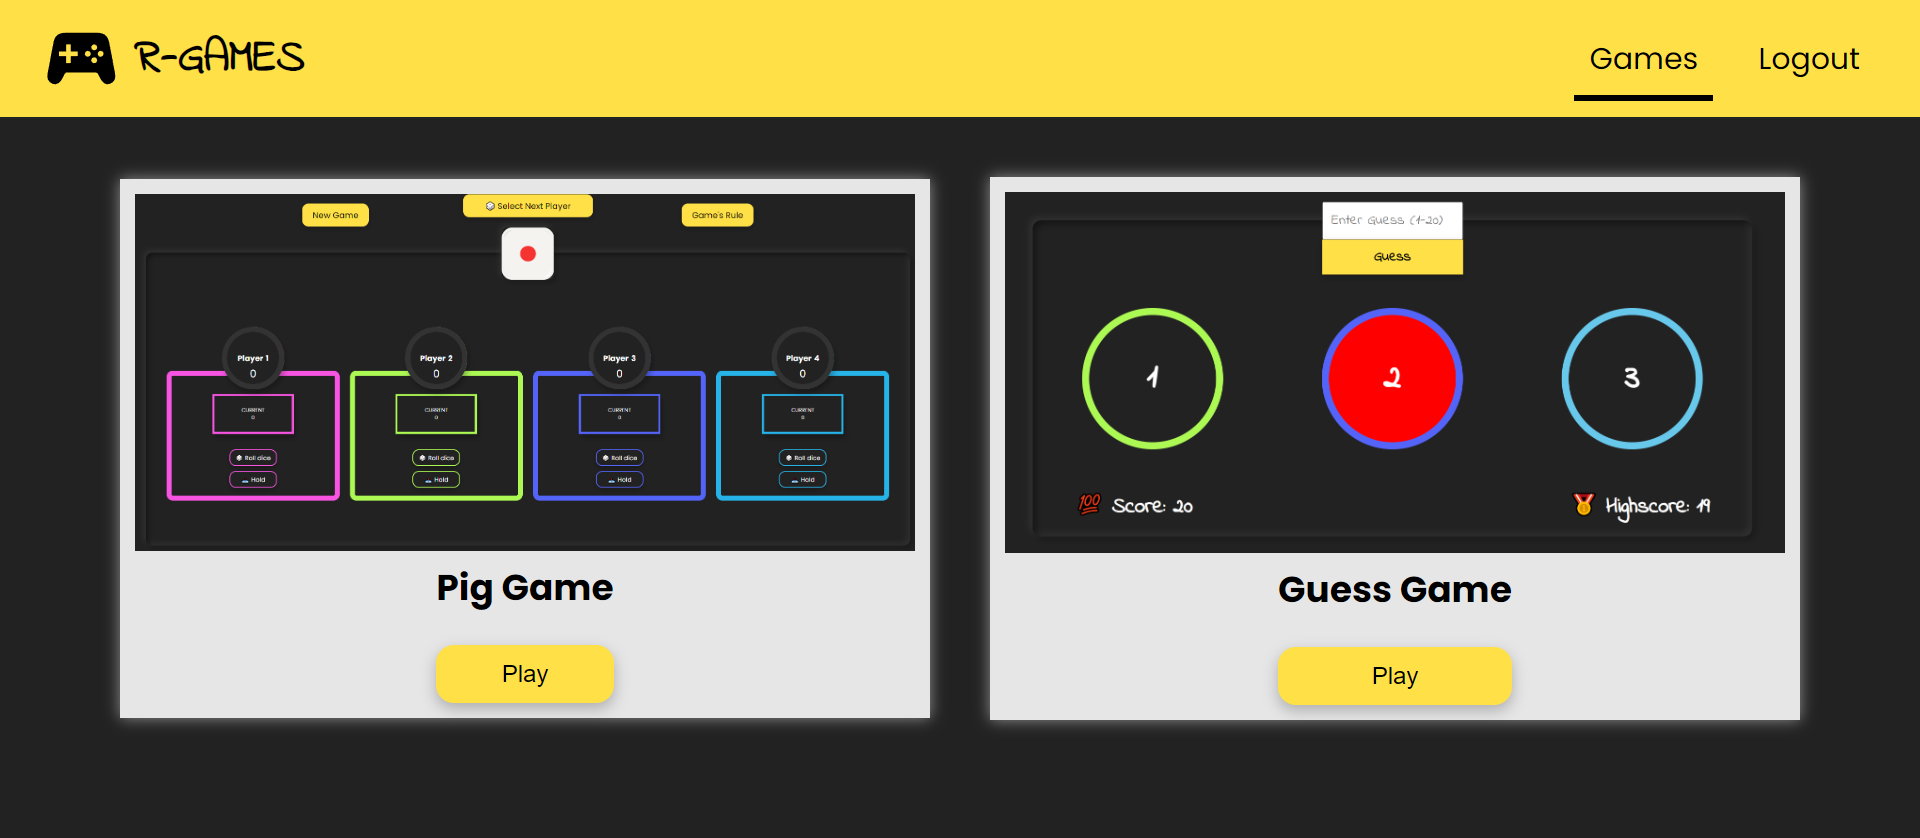 R-GAMES
Games
Logout
New Game
Select Next Player
Game's Rule
Player 1
0
Player 2
0
Player 3
0
Player 4
0
CURRENT
0
CURRENT
0
CURRENT
0
CURRENT
0
Roll dice
Hold
Roll dice
Hold
Roll dice
Hold
Roll dice
Hold
Pig Game
Play
Enter Guess (1-20)
Guess
1
2
3
💯 Score: 20
🏅 Highscore: 19
Guess Game
Play